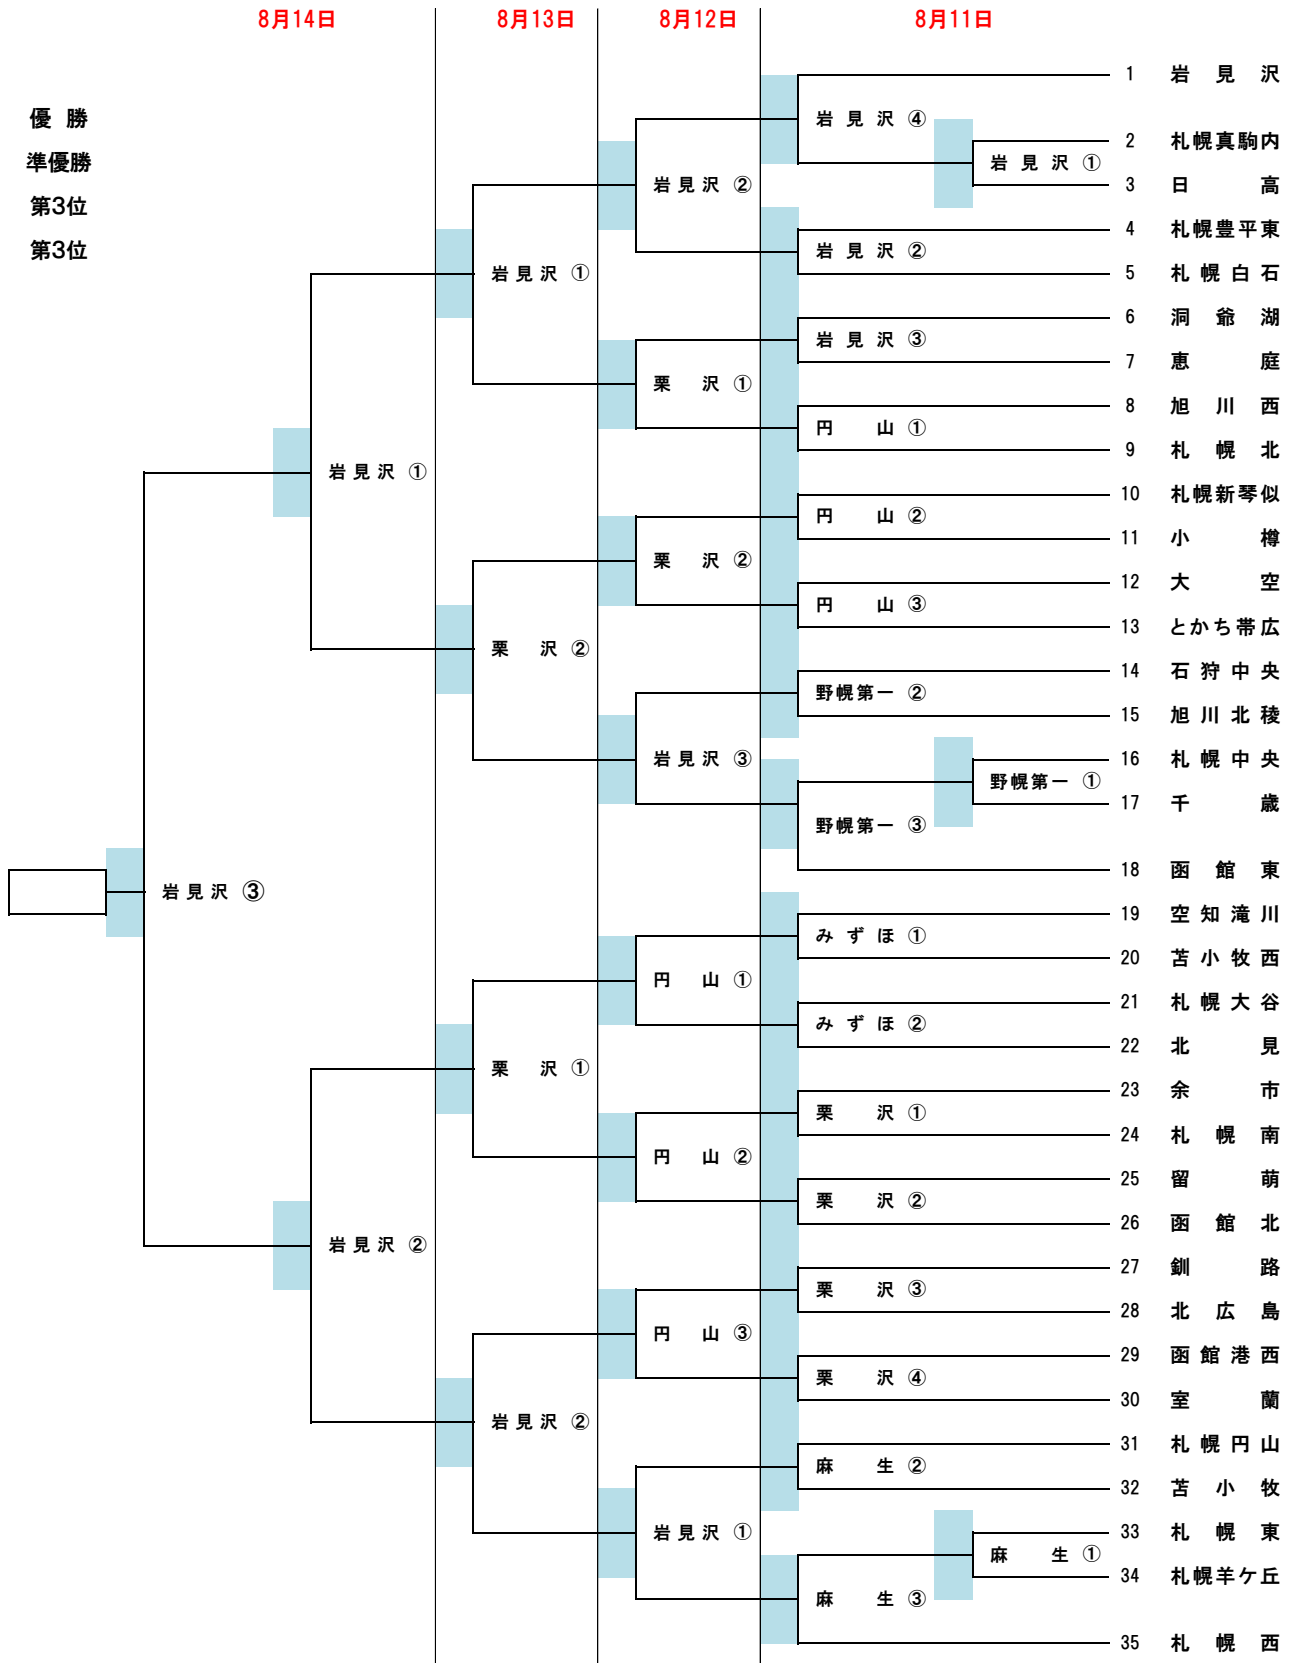 8月14日 8月13日 8月12日 8月11日
優勝
準優勝
第3位
第3位
1 岩見沢
岩見沢 ④
2 札幌真駒内
岩見沢 ①
3 日高
岩見沢 ②
4 札幌豊平東
岩見沢 ②
5 札幌白石
岩見沢 ①
6 洞爺湖
岩見沢 ③
7 恵庭
栗沢 ①
8 旭川西
円山 ①
9 札幌北
岩見沢 ①
10 札幌新琴似
円山 ②
11 小樽
栗沢 ②
12 大空
円山 ③
13 とかち帯広
栗沢 ②
14 石狩中央
野幌第一 ②
15 旭川北稜
岩見沢 ③
16 札幌中央
野幌第一 ①
17 千歳
野幌第一 ③
18 函館東
岩見沢 ③
19 空知滝川
みずほ ①
20 苫小牧西
円山 ①
21 札幌大谷
みずほ ②
22 北見
栗沢 ①
23 余市
栗沢 ①
24 札幌南
円山 ②
25 留萌
栗沢 ②
26 函館北
岩見沢 ②
27 釧路
栗沢 ③
28 北広島
円山 ③
29 函館港西
栗沢 ④
30 室蘭
岩見沢 ②
31 札幌円山
麻生 ②
32 苫小牧
岩見沢 ①
33 札幌東
麻生 ①
34 札幌羊ケ丘
麻生 ③
35 札幌西